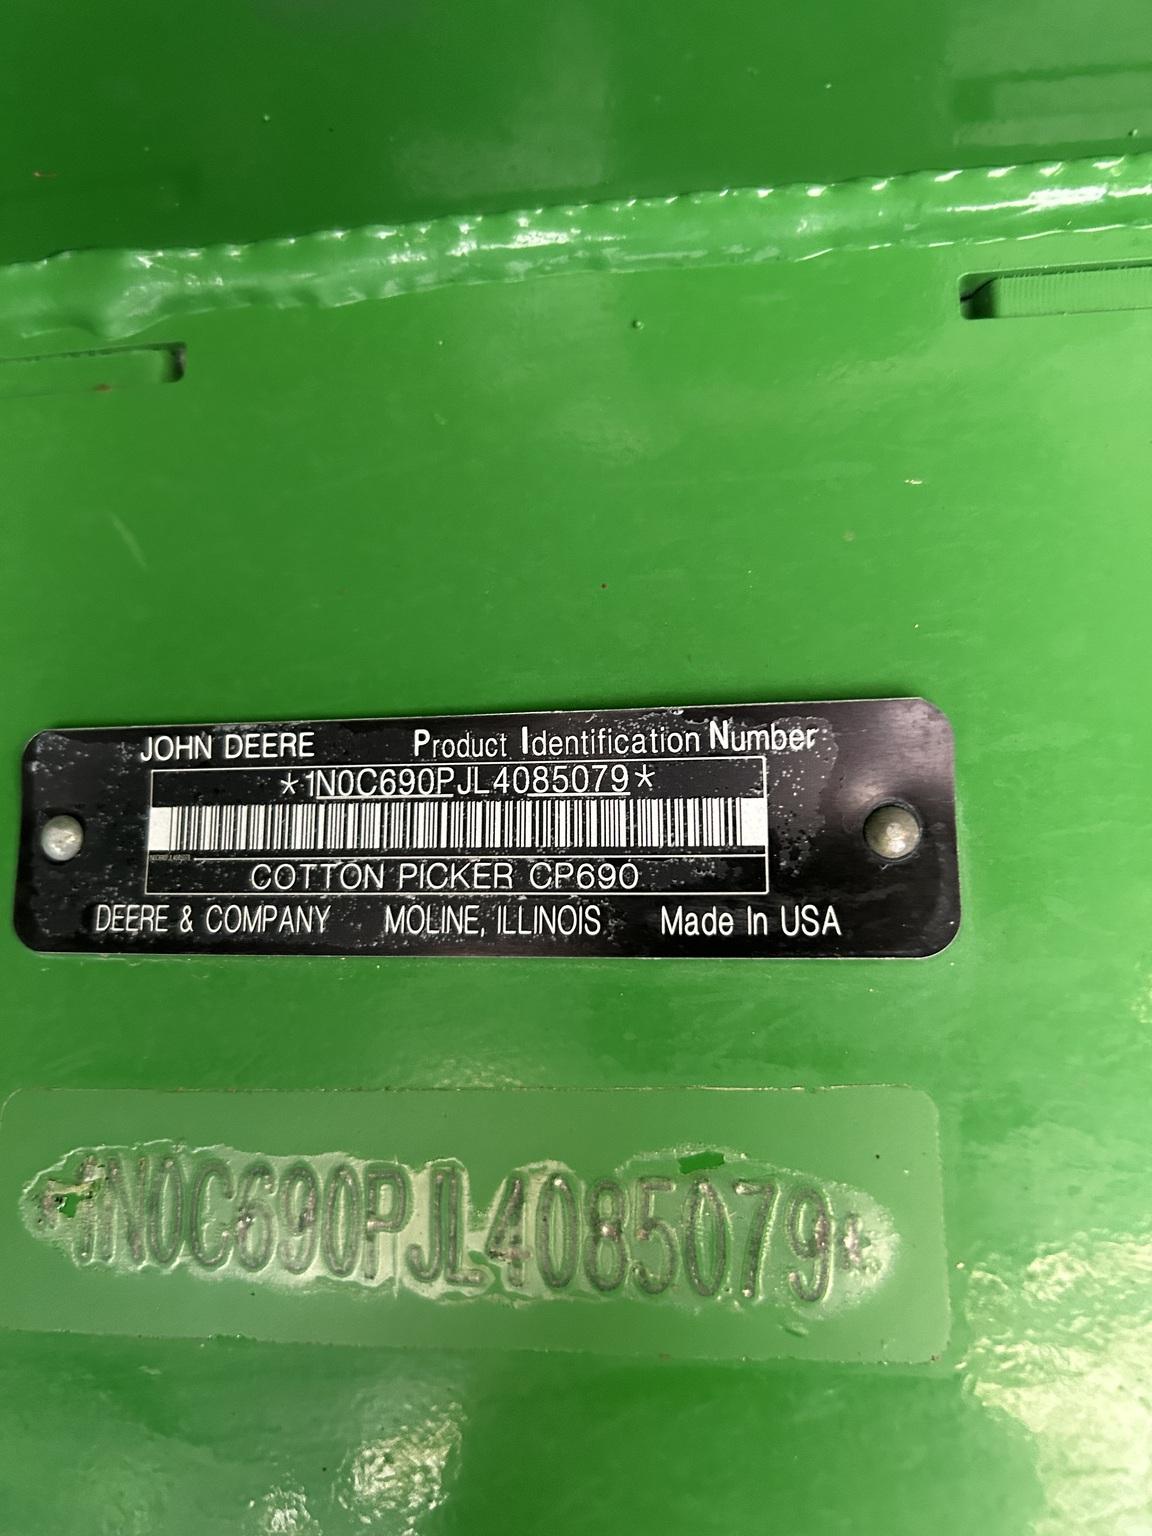 JOHN DEERE Product Identification Number
*1N0C690PJL4085079*
COTTON PICKER CP690
DEERE & COMPANY MOLINE, ILLINOIS Made In USA
*1N0C690PJL4085079*